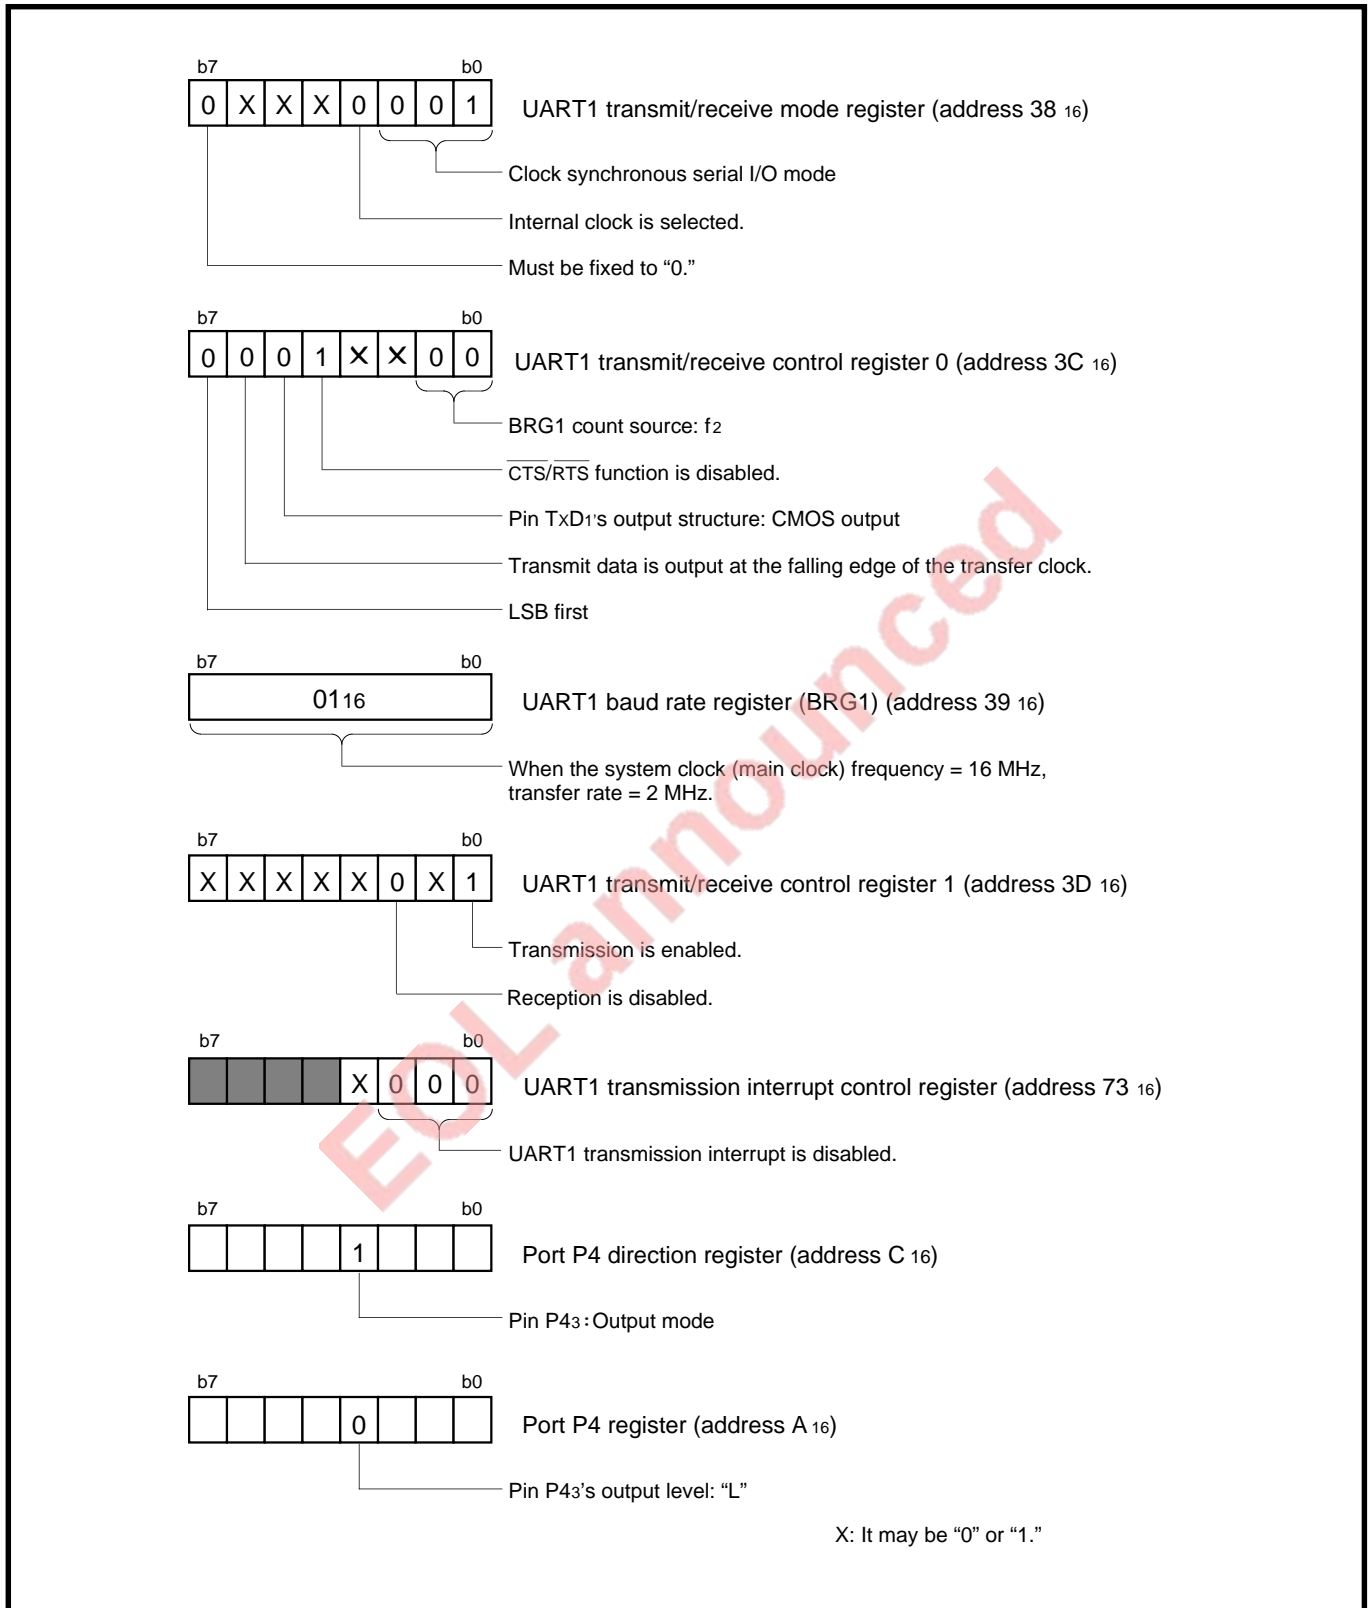 b7 b0
0 X X X 0 0 0 1 UART1 transmit/receive mode register (address 38 16)
Clock synchronous serial I/O mode
Internal clock is selected.
Must be fixed to “0.”
b7 b0
0 0 0 1 X X 0 0 UART1 transmit/receive control register 0 (address 3C 16)
BRG1 count source: f2
CTS/RTS function is disabled.
Pin TxD1’s output structure: CMOS output
Transmit data is output at the falling edge of the transfer clock.
LSB first
b7 b0
0116 UART1 baud rate register (BRG1) (address 39 16)
When the system clock (main clock) frequency = 16 MHz,
transfer rate = 2 MHz.
b7 b0
X X X X X 0 X 1 UART1 transmit/receive control register 1 (address 3D 16)
Transmission is enabled.
Reception is disabled.
b7 b0
X 0 0 0 UART1 transmission interrupt control register (address 73 16)
UART1 transmission interrupt is disabled.
b7 b0
1 Port P4 direction register (address C 16)
Pin P43 : Output mode
b7 b0
0 Port P4 register (address A 16)
Pin P43’s output level: “L”
X: It may be “0” or “1.”
EOL announced